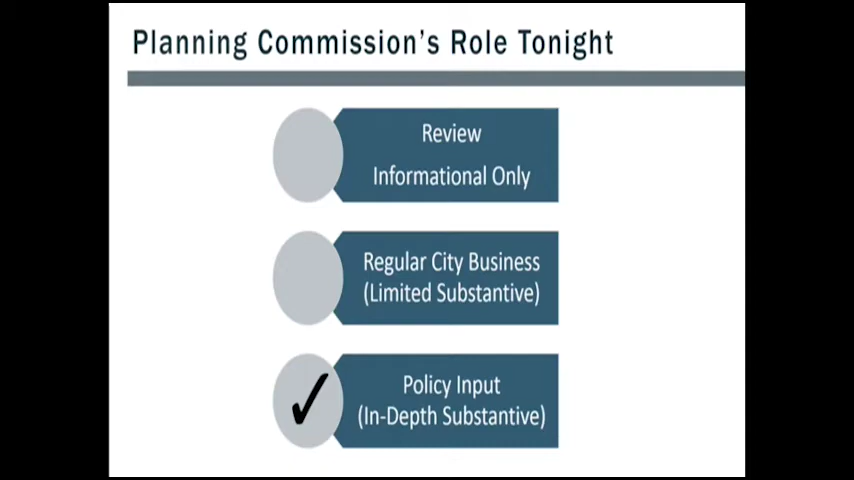 Planning Commission's Role Tonight
Review
Informational Only
Regular City Business
(Limited Substantive)
Policy Input
(In-Depth Substantive)